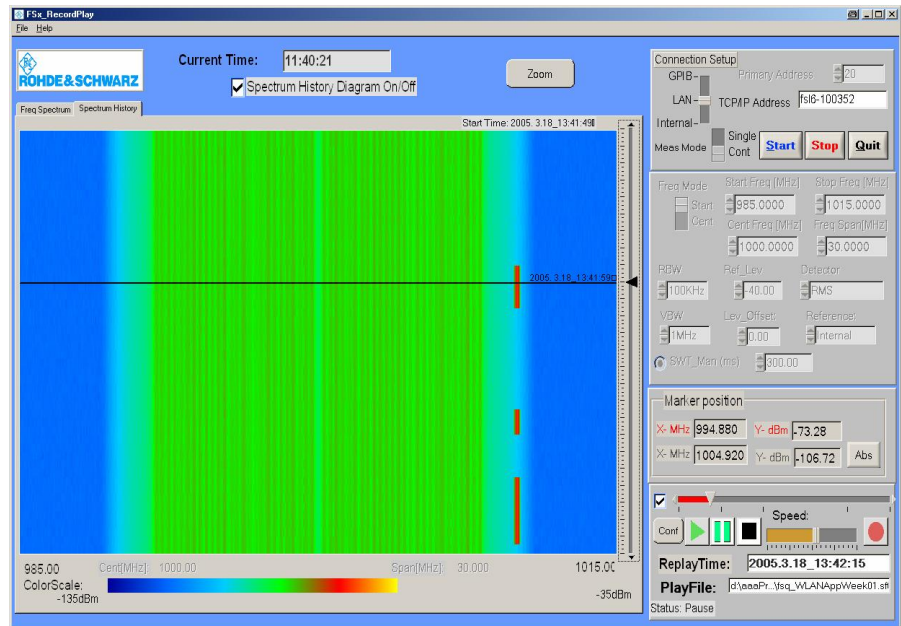 FSx_RecordPlay
File Help
ROHDE&SCHWARZ
Current Time: 11:40:21
Spectrum History Diagram On/Off
Zoom
Freq Spectrum Spectrum History
Start Time: 2005. 3.18_13:41:49
2005. 3.18_13:41:59
985.00 Cent[MHz]: 1000.00 Span[MHz]: 30.000 1015.00
ColorScale:
-135dBm -35dBm
Connection Setup
GPIB- Primary Address 20
LAN- TCP/IP Address fsl6-100352
Internal-
Meas Mode Single
Cont Start Stop Quit
Freq Mode Start Freq [MHz] Stop Freq [MHz]
Start 985.0000 1015.0000
Cent Cent Freq [MHz] Freq Span[MHz]
1000.0000 30.0000
RBW Ref_Lev Detector
100KHz -40.00 RMS
VBW Lev_Offset: Reference:
1MHz 0.00 Internal
SWT_Man (ms) 300.00
Marker position
X- MHz 994.880 Y- dBm -73.28
X- MHz 1004.920 Y- dBm -106.72 Abs
Speed:
Conf
ReplayTime: 2005.3.18_13:42:15
PlayFile: d:\aaaPr...\fsq_WLANAppWeek01.sff
Status: Pause